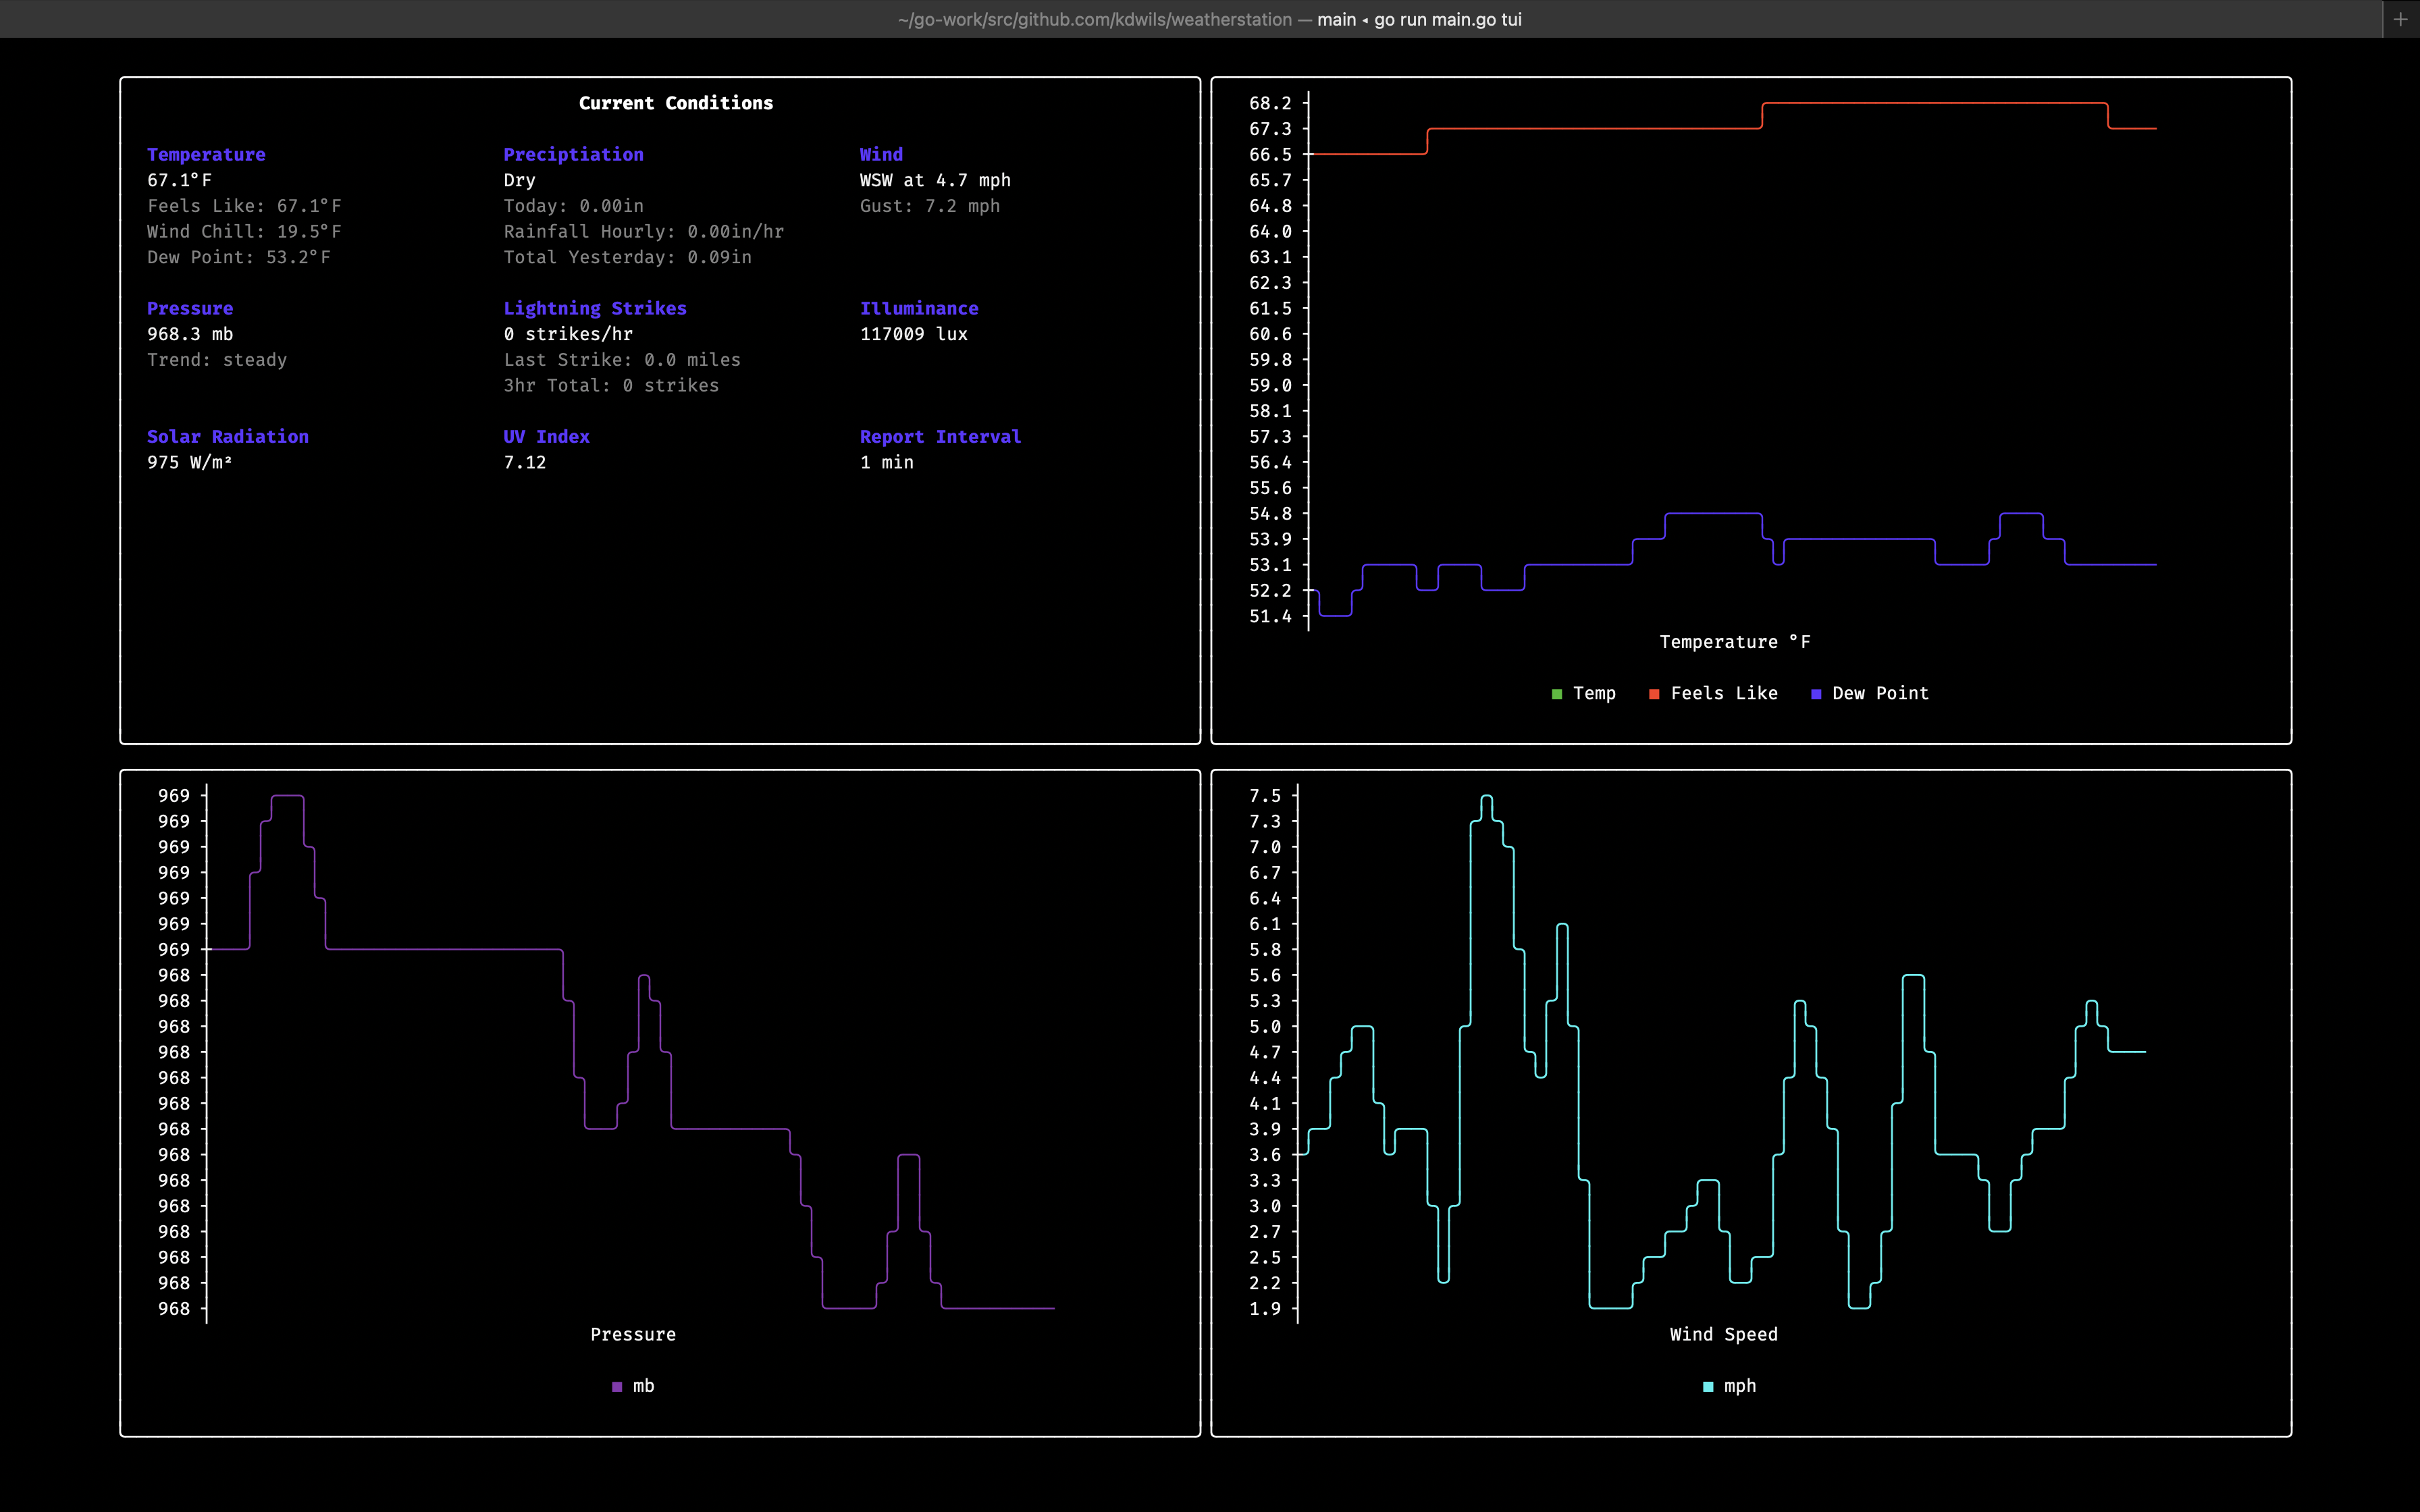 ~/go-work/src/github.com/kdwils/weatherstation — main ◂ go run main.go tui
+
Current Conditions
Temperature
67.1°F
Feels Like: 67.1°F
Wind Chill: 19.5°F
Dew Point: 53.2°F
Preciptiation
Dry
Today: 0.00in
Rainfall Hourly: 0.00in/hr
Total Yesterday: 0.09in
Wind
WSW at 4.7 mph
Gust: 7.2 mph
Pressure
968.3 mb
Trend: steady
Lightning Strikes
0 strikes/hr
Last Strike: 0.0 miles
3hr Total: 0 strikes
Illuminance
117009 lux
Solar Radiation
975 W/m²
UV Index
7.12
Report Interval
1 min
68.2
67.3
66.5
65.7
64.8
64.0
63.1
62.3
61.5
60.6
59.8
59.0
58.1
57.3
56.4
55.6
54.8
53.9
53.1
52.2
51.4
Temperature °F
Temp Feels Like Dew Point
969
969
969
969
969
969
969
968
968
968
968
968
968
968
968
968
968
968
968
968
968
Pressure
mb
7.5
7.3
7.0
6.7
6.4
6.1
5.8
5.6
5.3
5.0
4.7
4.4
4.1
3.9
3.6
3.3
3.0
2.7
2.5
2.2
1.9
Wind Speed
mph